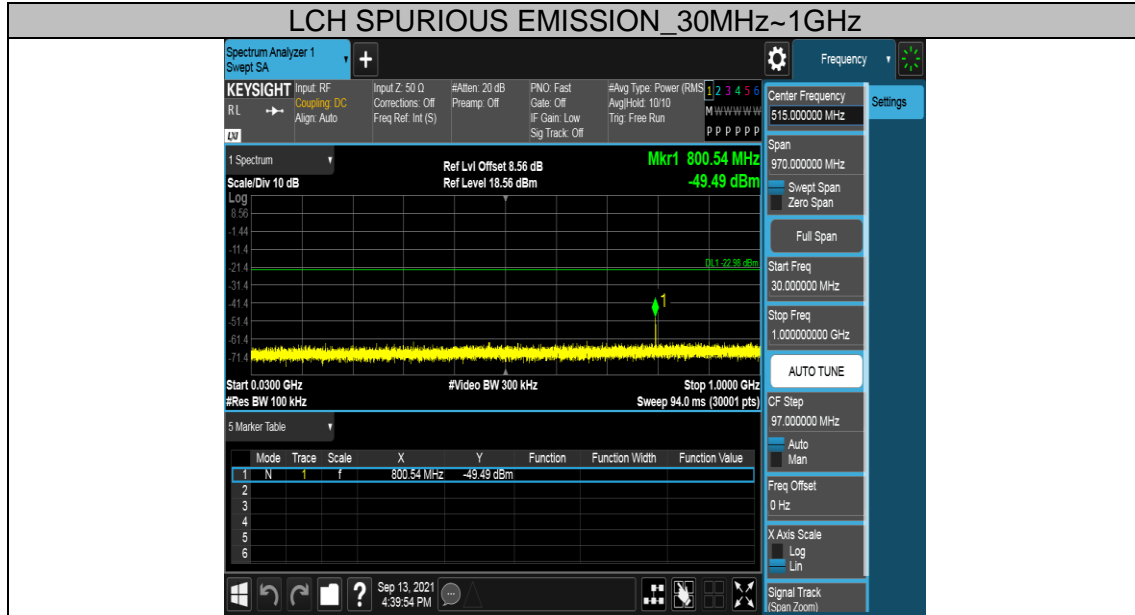 LCH SPURIOUS EMISSION_30MHz~1GHz
Spectrum Analyzer 1
Swept SA
+
Frequency
KEYSIGHT
RL
LXI
Input: RF
Coupling: DC
Align: Auto
Input Z: 50 Ω
Corrections: Off
Freq Ref: Int (S)
#Atten: 20 dB
Preamp: Off
PNO: Fast
Gate: Off
IF Gain: Low
Sig Track: Off
#Avg Type: Power (RMS
Avg|Hold: 10/10
Trig: Free Run
1 2 3 4 5 6
M W W W W W
P P P P P P
1 Spectrum
Scale/Div 10 dB
Ref Lvl Offset 8.56 dB
Ref Level 18.56 dBm
Mkr1 800.54 MHz
-49.49 dBm
Log
8.56
-1.44
-11.4
-21.4
-31.4
-41.4
-51.4
-61.4
-71.4
DL1 -22.98 dBm
1
Start 0.0300 GHz
#Video BW 300 kHz
Stop 1.0000 GHz
#Res BW 100 kHz
Sweep 94.0 ms (30001 pts)
5 Marker Table
Mode Trace Scale X Y Function Function Width Function Value
1 N 1 f 800.54 MHz -49.49 dBm
2
3
4
5
6
Sep 13, 2021
4:39:54 PM
?
Center Frequency
515.000000 MHz
Span
970.000000 MHz
Swept Span
Zero Span
Full Span
Start Freq
30.000000 MHz
Stop Freq
1.000000000 GHz
AUTO TUNE
CF Step
97.000000 MHz
Auto
Man
Freq Offset
0 Hz
X Axis Scale
Log
Lin
Signal Track
(Span Zoom)
Settings